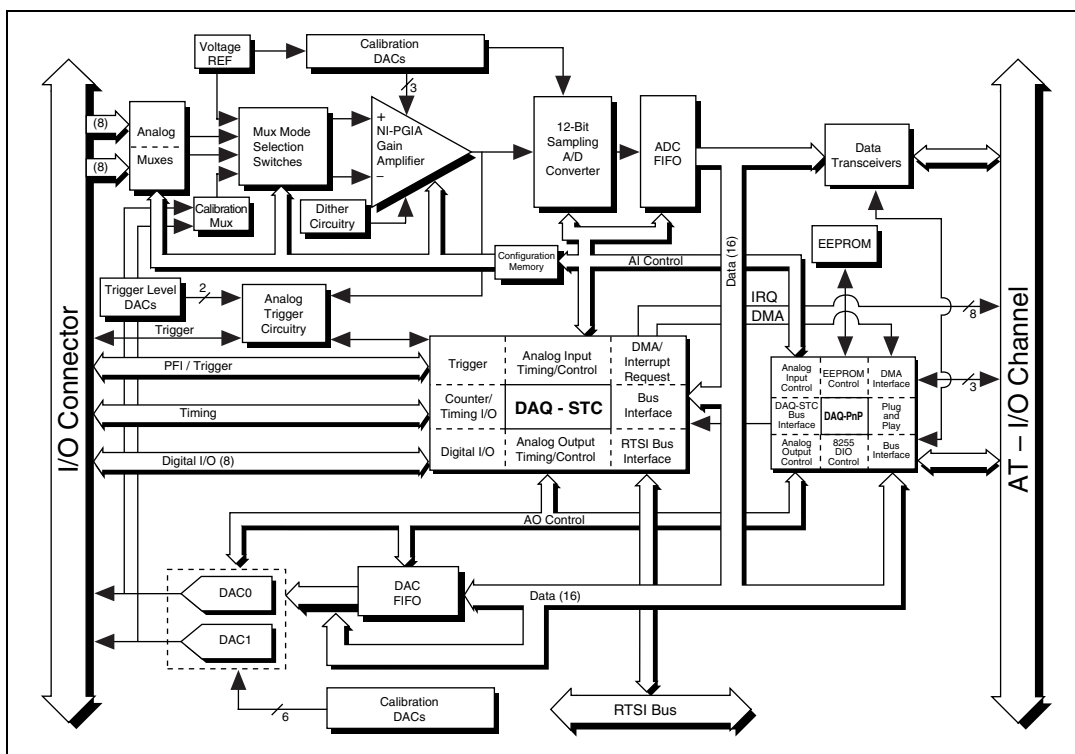 Voltage
REF
Calibration
DACs
3
(8)
(8)
Analog
Muxes
Mux Mode
Selection
Switches
+
NI-PGIA
Gain
Amplifier
–
12-Bit
Sampling
A/D
Converter
ADC
FIFO
Data
Transceivers
Calibration
Mux
Dither
Circuitry
Configuration
Memory
AI Control
Data (16)
EEPROM
Trigger Level
DACs
2
Analog
Trigger
Circuitry
Trigger
IRQ
DMA
8
I/O Connector
AT – I/O Channel
PFI / Trigger
Timing
Digital I/O (8)
Trigger
Analog Input
Timing/Control
DMA/
Interrupt
Request
Counter/
Timing I/O
DAQ - STC
Bus
Interface
Digital I/O
Analog Output
Timing/Control
RTSI Bus
Interface
Analog Input
Control
EEPROM
Control
DMA
Interface
3
DAQ-STC
Bus
Interface
DAQ-PnP
Plug
and
Play
Analog
Output
Control
8255
DIO
Control
Bus
Interface
AO Control
DAC0
DAC
FIFO
Data (16)
DAC1
6
Calibration
DACs
RTSI Bus